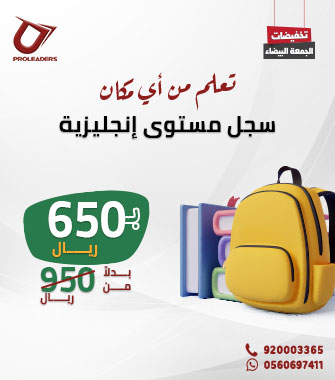 PROLEADERS
تخفيضات
الجمعة البيضاء
تعلم من أي مكان
سجل مستوى إنجليزية
بـ 650
ريـــال
بدلاً من 950
ريال
920003365
0560697411